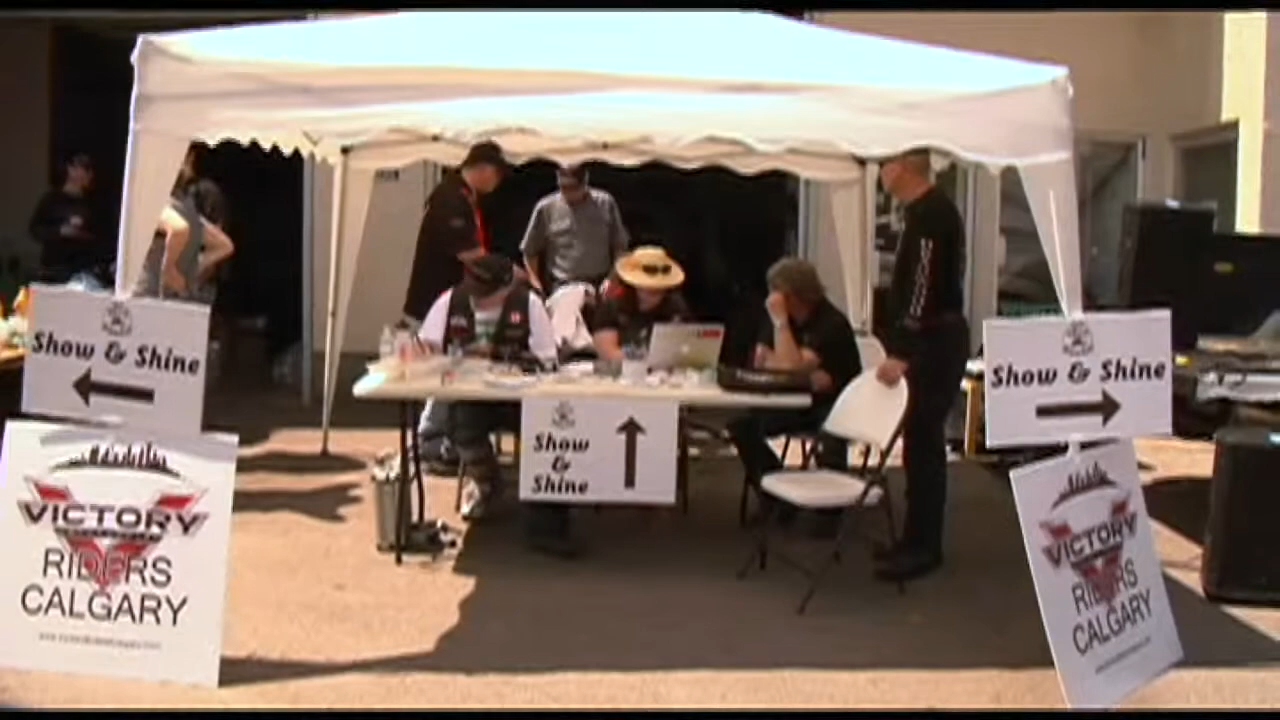 Show & Shine
VICTORY
RIDERS
CALGARY
Show
&
Shine
Show & Shine
VICTORY
RIDERS
CALGARY